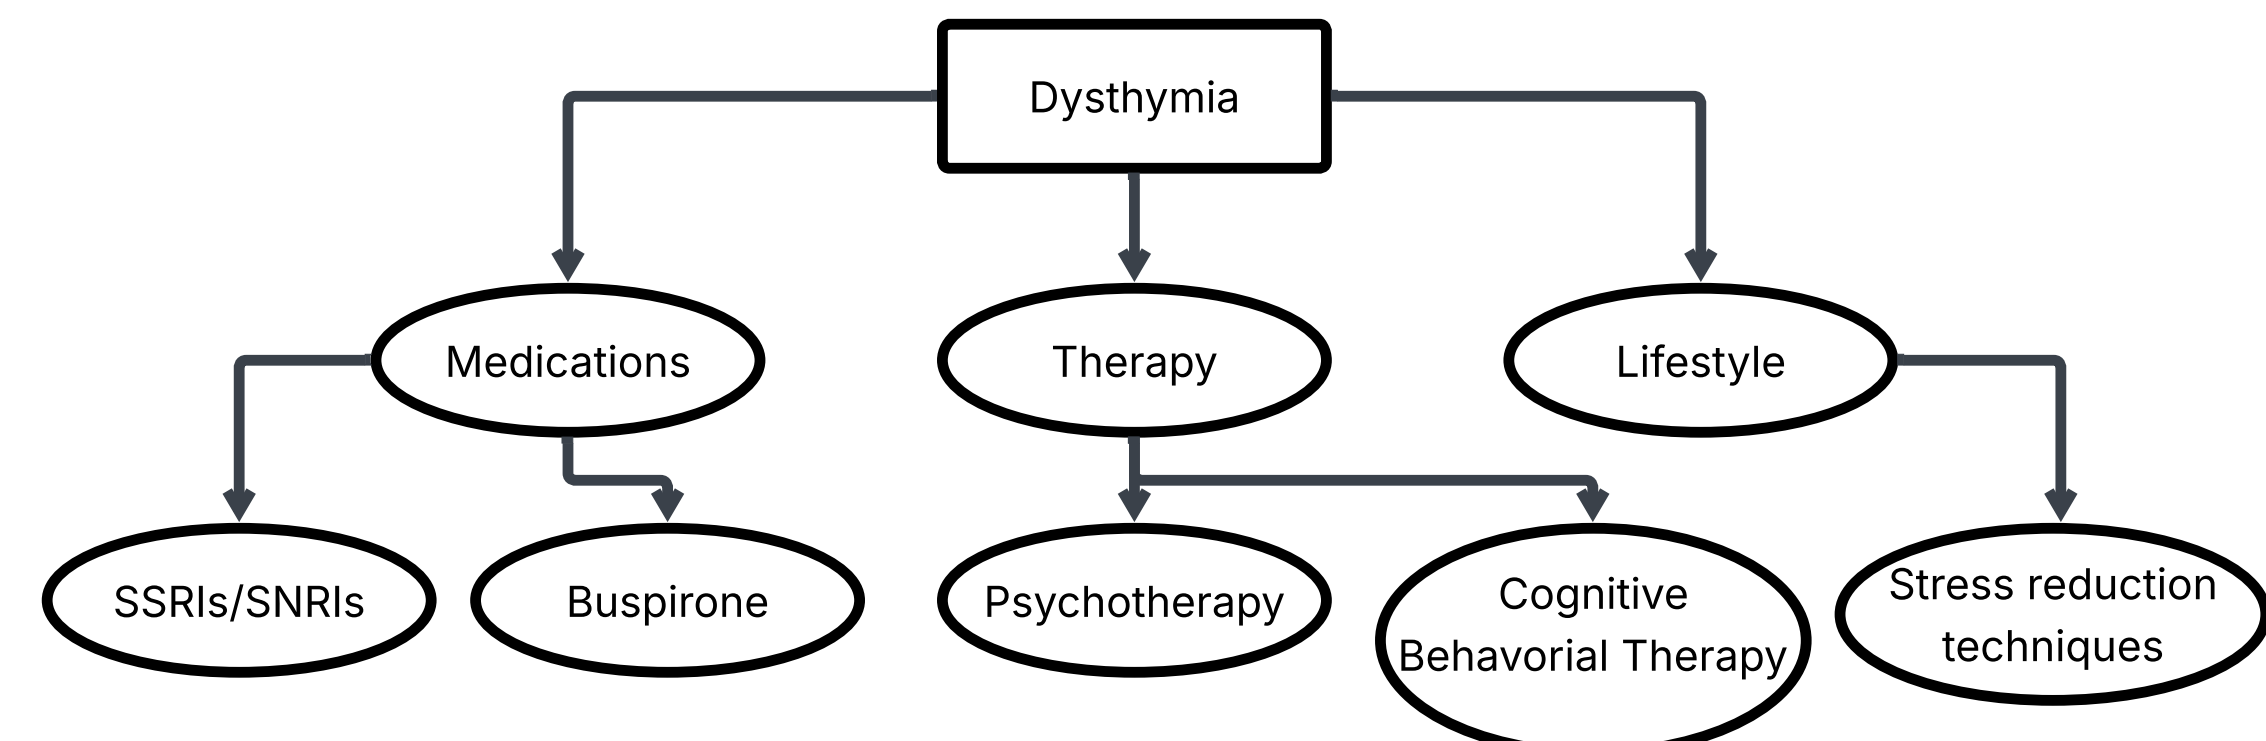 Dysthymia
Medications
Therapy
Lifestyle
SSRIs/SNRIs
Buspirone
Psychotherapy
Cognitive
Behavorial Therapy
Stress reduction
techniques